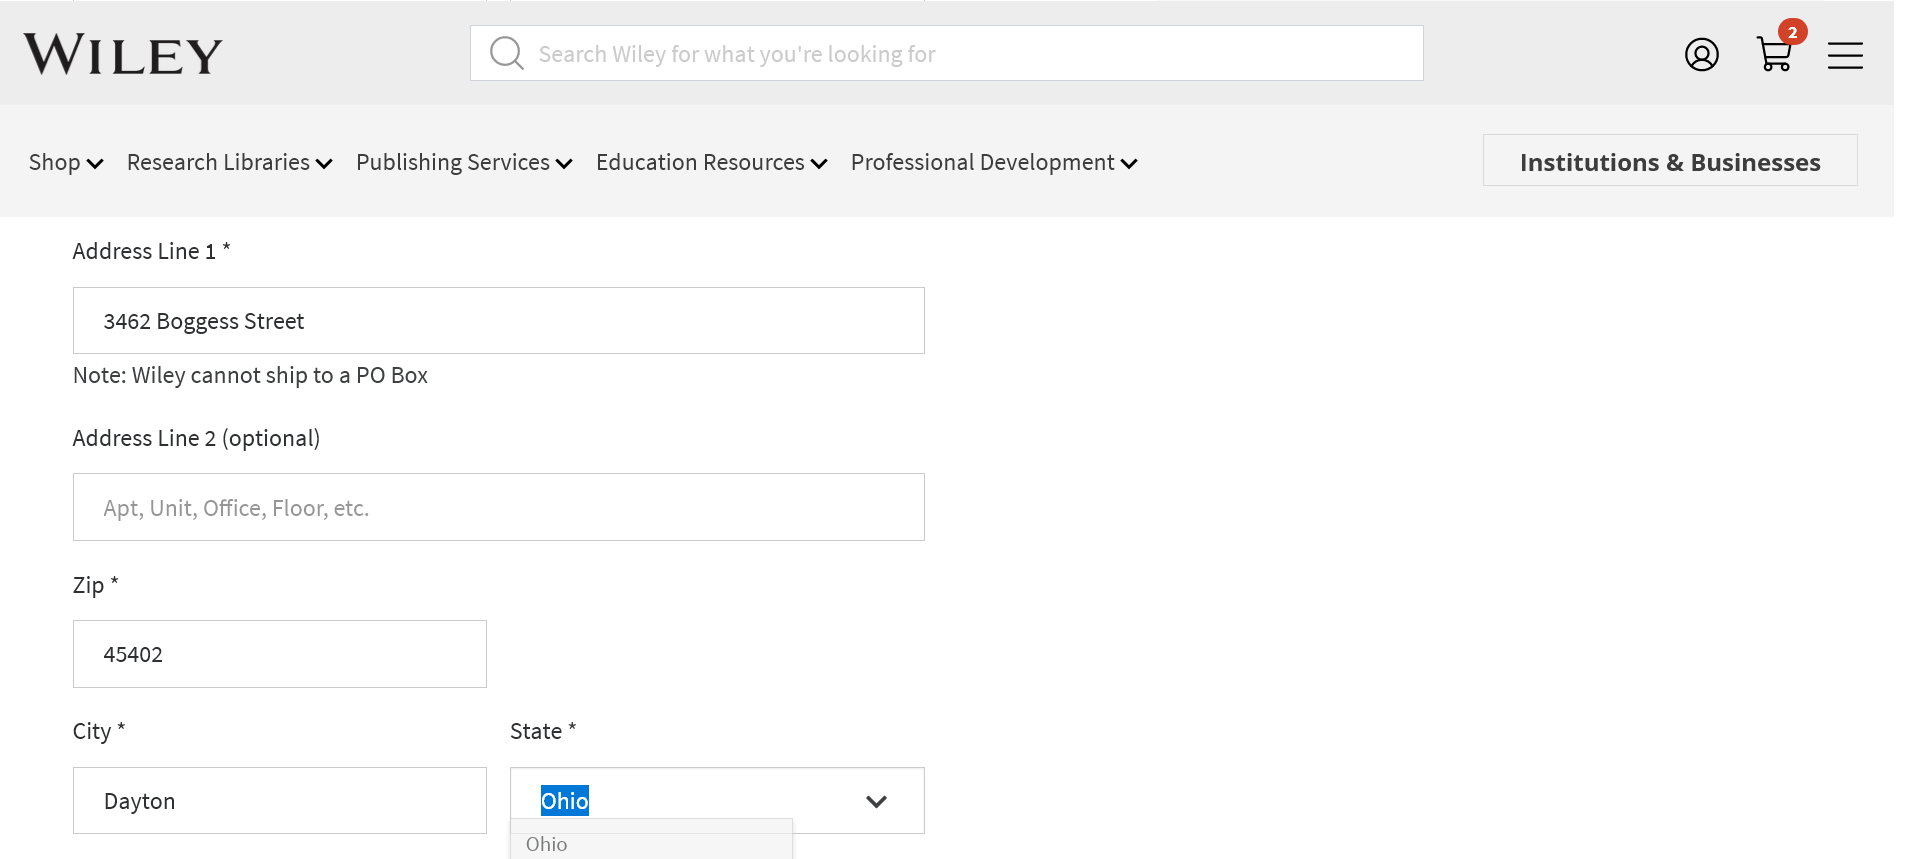 WILEY
Search Wiley for what you're looking for
2
Shop
Research Libraries
Publishing Services
Education Resources
Professional Development
Institutions & Businesses
Address Line 1 *
3462 Boggess Street
Note: Wiley cannot ship to a PO Box
Address Line 2 (optional)
Apt, Unit, Office, Floor, etc.
Zip *
45402
City *
State *
Dayton
Ohio
Ohio